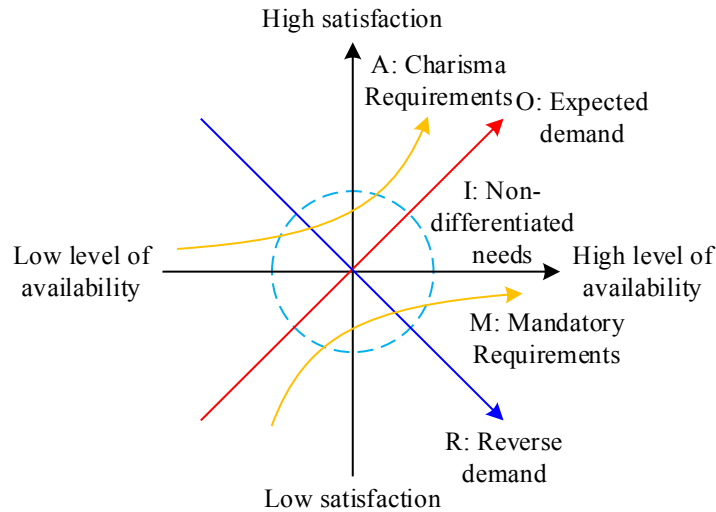 High satisfaction
A: Charisma
Requirements
O: Expected
demand
I: Non-
differentiated
needs
Low level of
availability
High level of
availability
M: Mandatory
Requirements
R: Reverse
demand
Low satisfaction